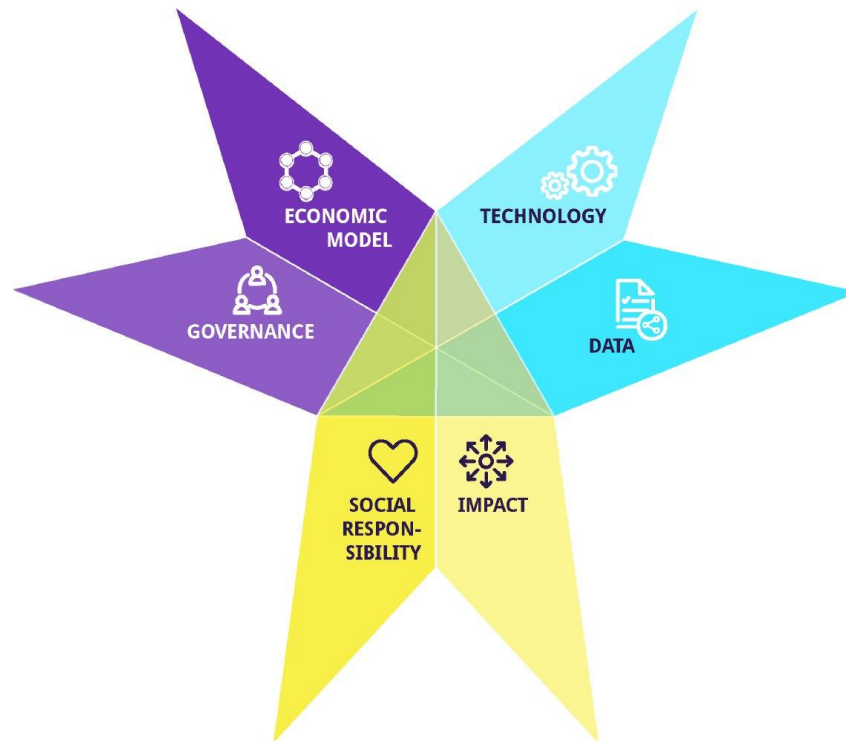 ECONOMIC
MODEL
TECHNOLOGY
GOVERNANCE
DATA
SOCIAL
RESPON-
SIBILITY
IMPACT